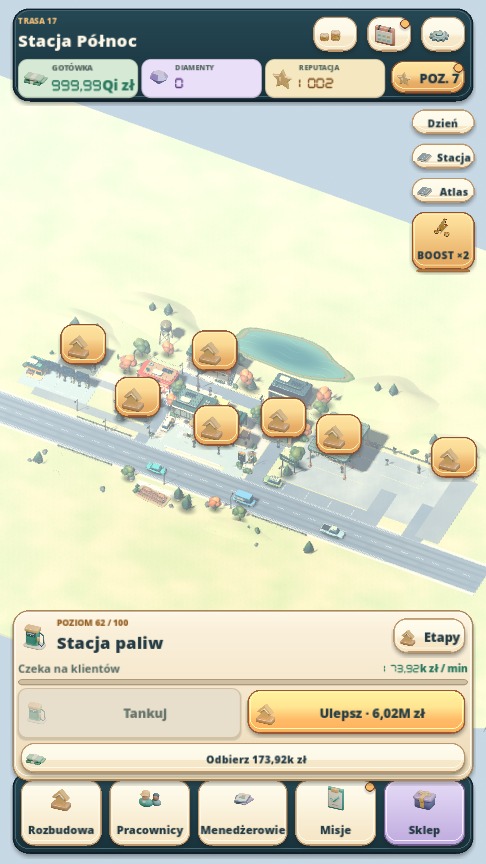 TRASA 17
Stacja Północ
GOTÓWKA
999,99Qi zł
DIAMENTY
0
REPUTACJA
1 002
POZ. 7
Dzień
Stacja
Atlas
BOOST ×2
POZIOM 62 / 100
Stacja paliw
Etapy
Czeka na klientów
173,92k zł / min
Tankuj
Ulepsz · 6,02M zł
Odbierz 173,92k zł
Rozbudowa
Pracownicy
Menedżerowie
Misje
Sklep